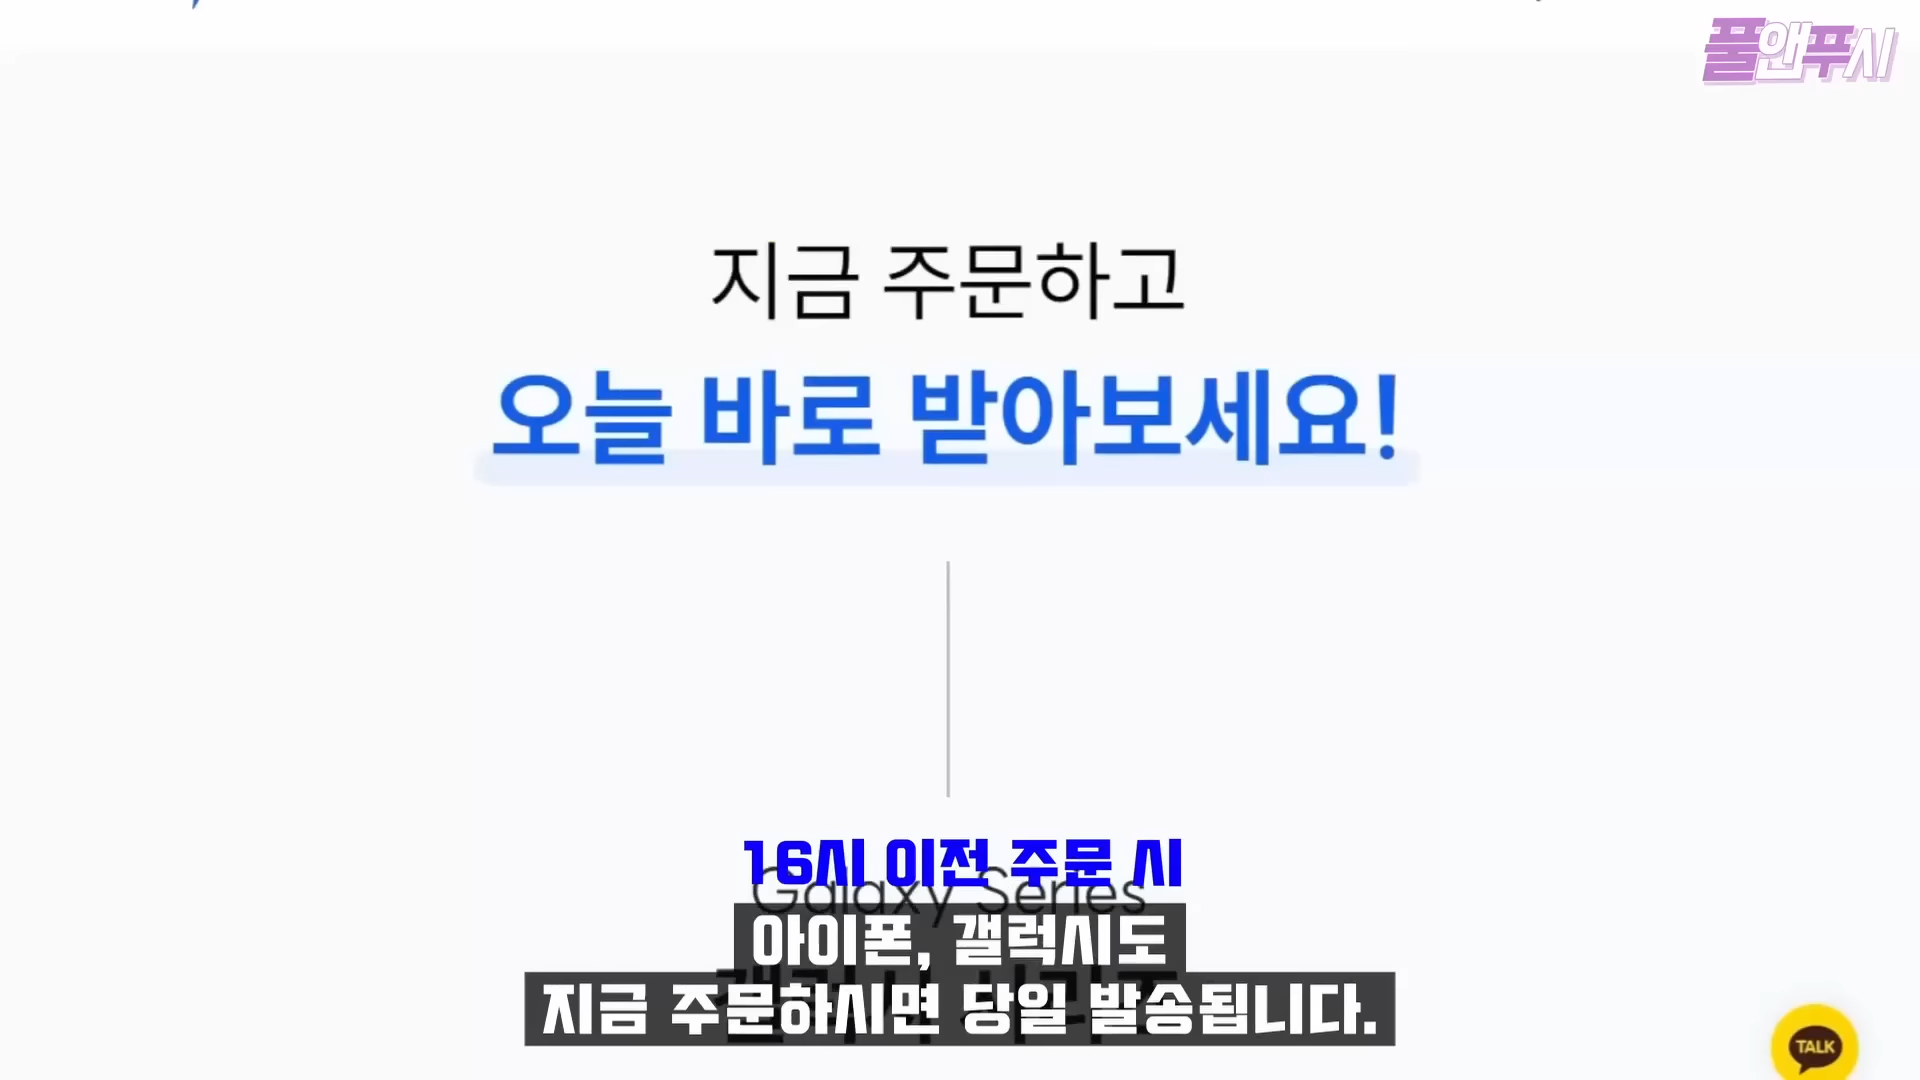 풀앤푸시
지금 주문하고
오늘 바로 받아보세요!
16시 이전 주문 시
Galaxy Series
아이폰, 갤럭시도
지금 주문하시면 당일 발송됩니다.
TALK